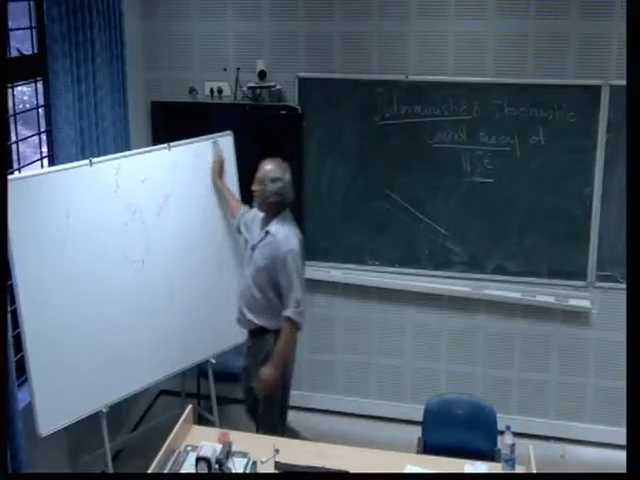 Deterministic & Stochastic
control theory of
NSE